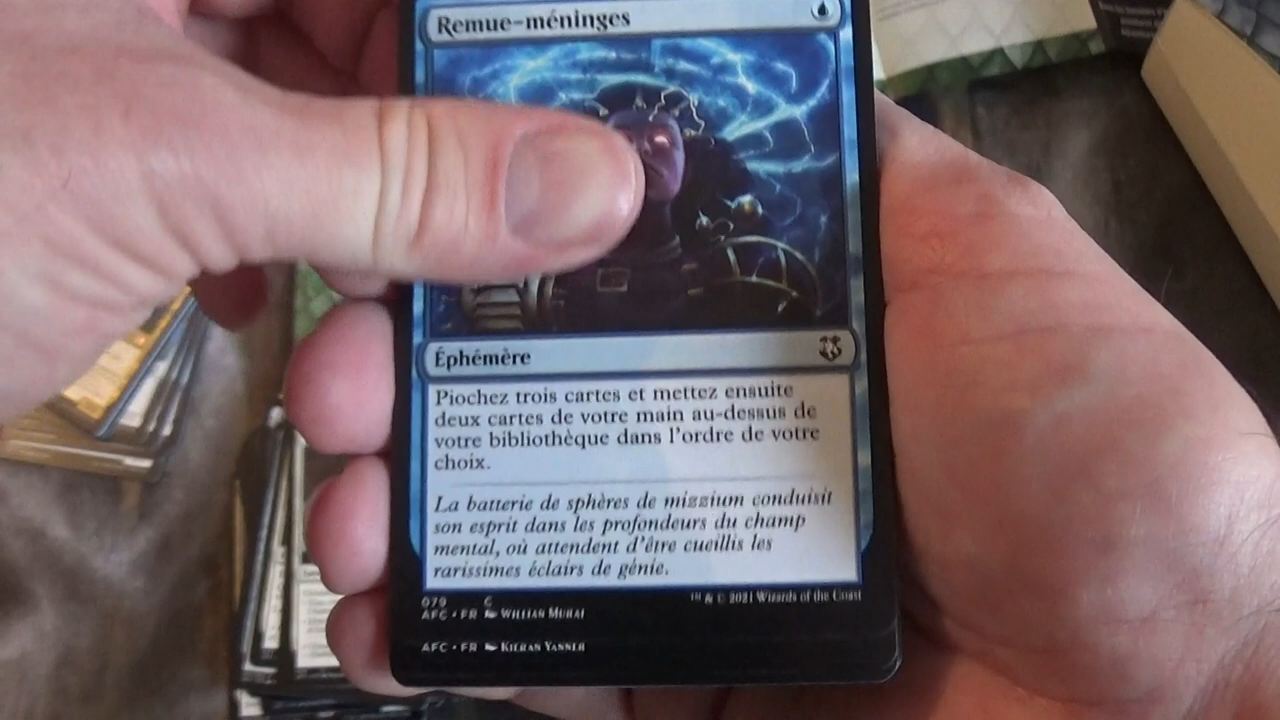 Remue-méninges
Éphémère
Piochez trois cartes et mettez ensuite
deux cartes de votre main au-dessus de
votre bibliothèque dans l'ordre de votre
choix.
La batterie de sphères de mizzium conduisit
son esprit dans les profondeurs du champ
mental, où attendent d'être cueillis les
rarissimes éclairs de génie.
079 C
AFC • FR WILLIAN MURAI
™ & © 2021 Wizards of the Coast
AFC • FR KIERAN YANNER